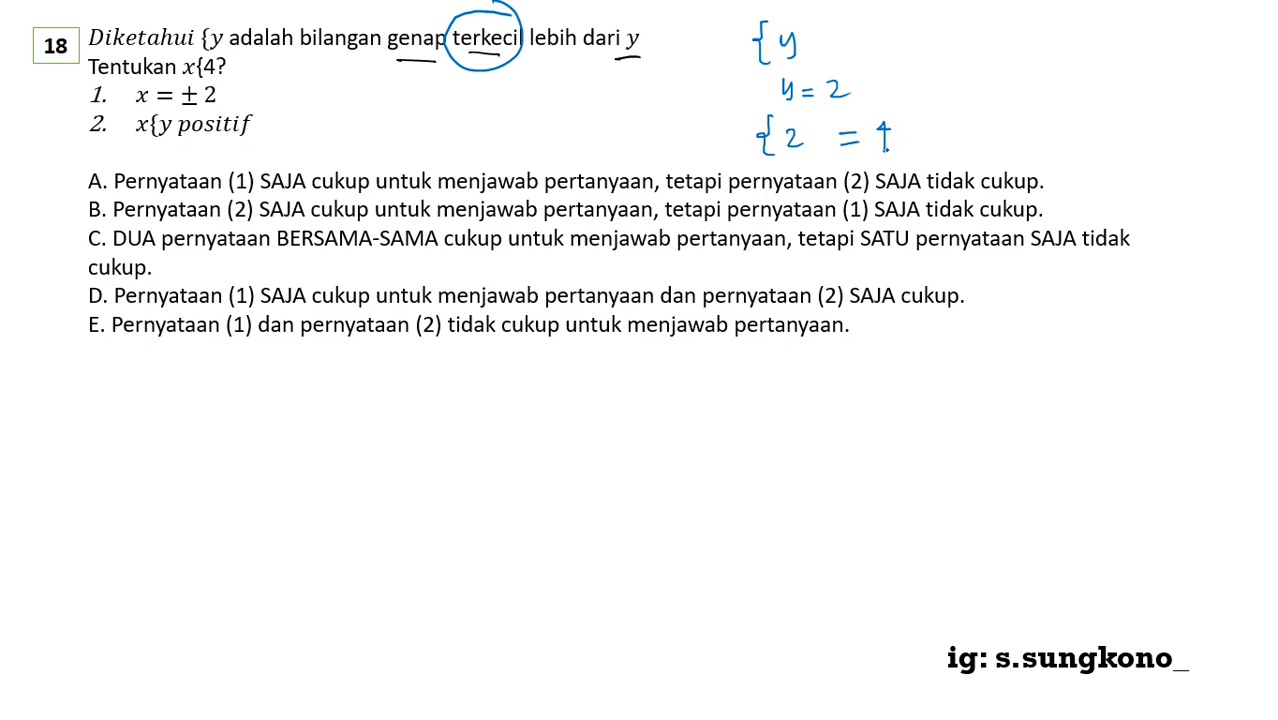 18
Diketahui {y adalah bilangan genap terkecil lebih dari y
Tentukan x{4?
1. x = ± 2
2. x{y positif
A. Pernyataan (1) SAJA cukup untuk menjawab pertanyaan, tetapi pernyataan (2) SAJA tidak cukup.
B. Pernyataan (2) SAJA cukup untuk menjawab pertanyaan, tetapi pernyataan (1) SAJA tidak cukup.
C. DUA pernyataan BERSAMA-SAMA cukup untuk menjawab pertanyaan, tetapi SATU pernyataan SAJA tidak
cukup.
D. Pernyataan (1) SAJA cukup untuk menjawab pertanyaan dan pernyataan (2) SAJA cukup.
E. Pernyataan (1) dan pernyataan (2) tidak cukup untuk menjawab pertanyaan.
{y
y = 2
{2 = 4
ig: s.sungkono_